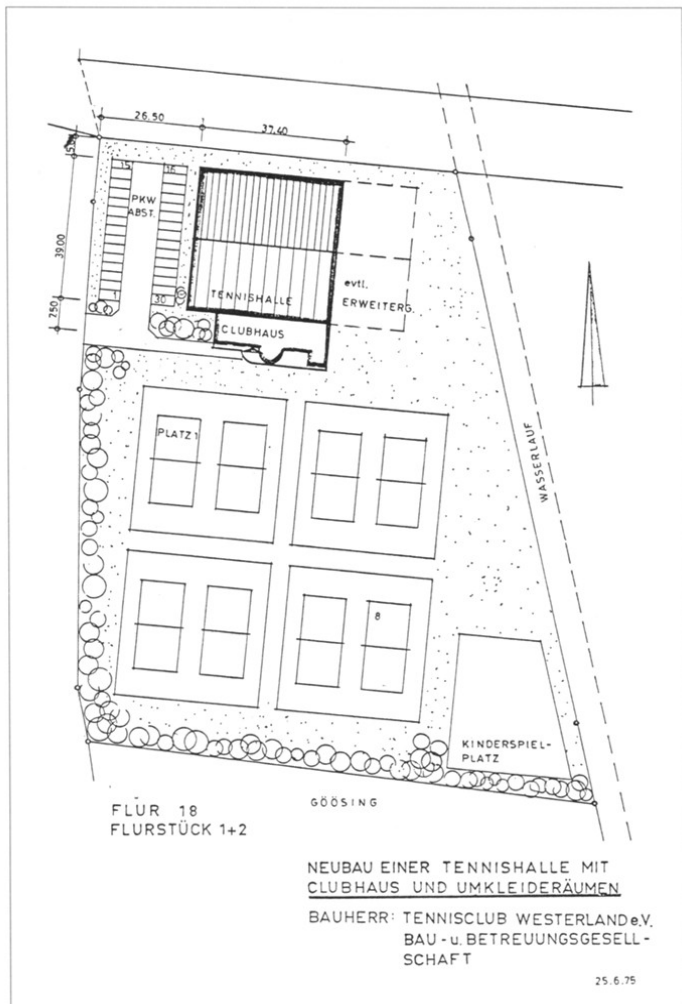 26.50
37.40
15
16
PKW
ABST.
39.00
7.50
1
30
TENNISHALLE
CLUBHAUS
evtl.
ERWEITERG.
PLATZ 1
WASSERLAUF
8
KINDERSPIEL-
PLATZ
GÖÖSING
FLUR 18
FLURSTÜCK 1+2
NEUBAU EINER TENNISHALLE MIT
CLUBHAUS UND UMKLEIDERÄUMEN
BAUHERR: TENNISCLUB WESTERLAND e.V.
BAU- u. BETREUUNGSGESELL-
SCHAFT
25.6.75